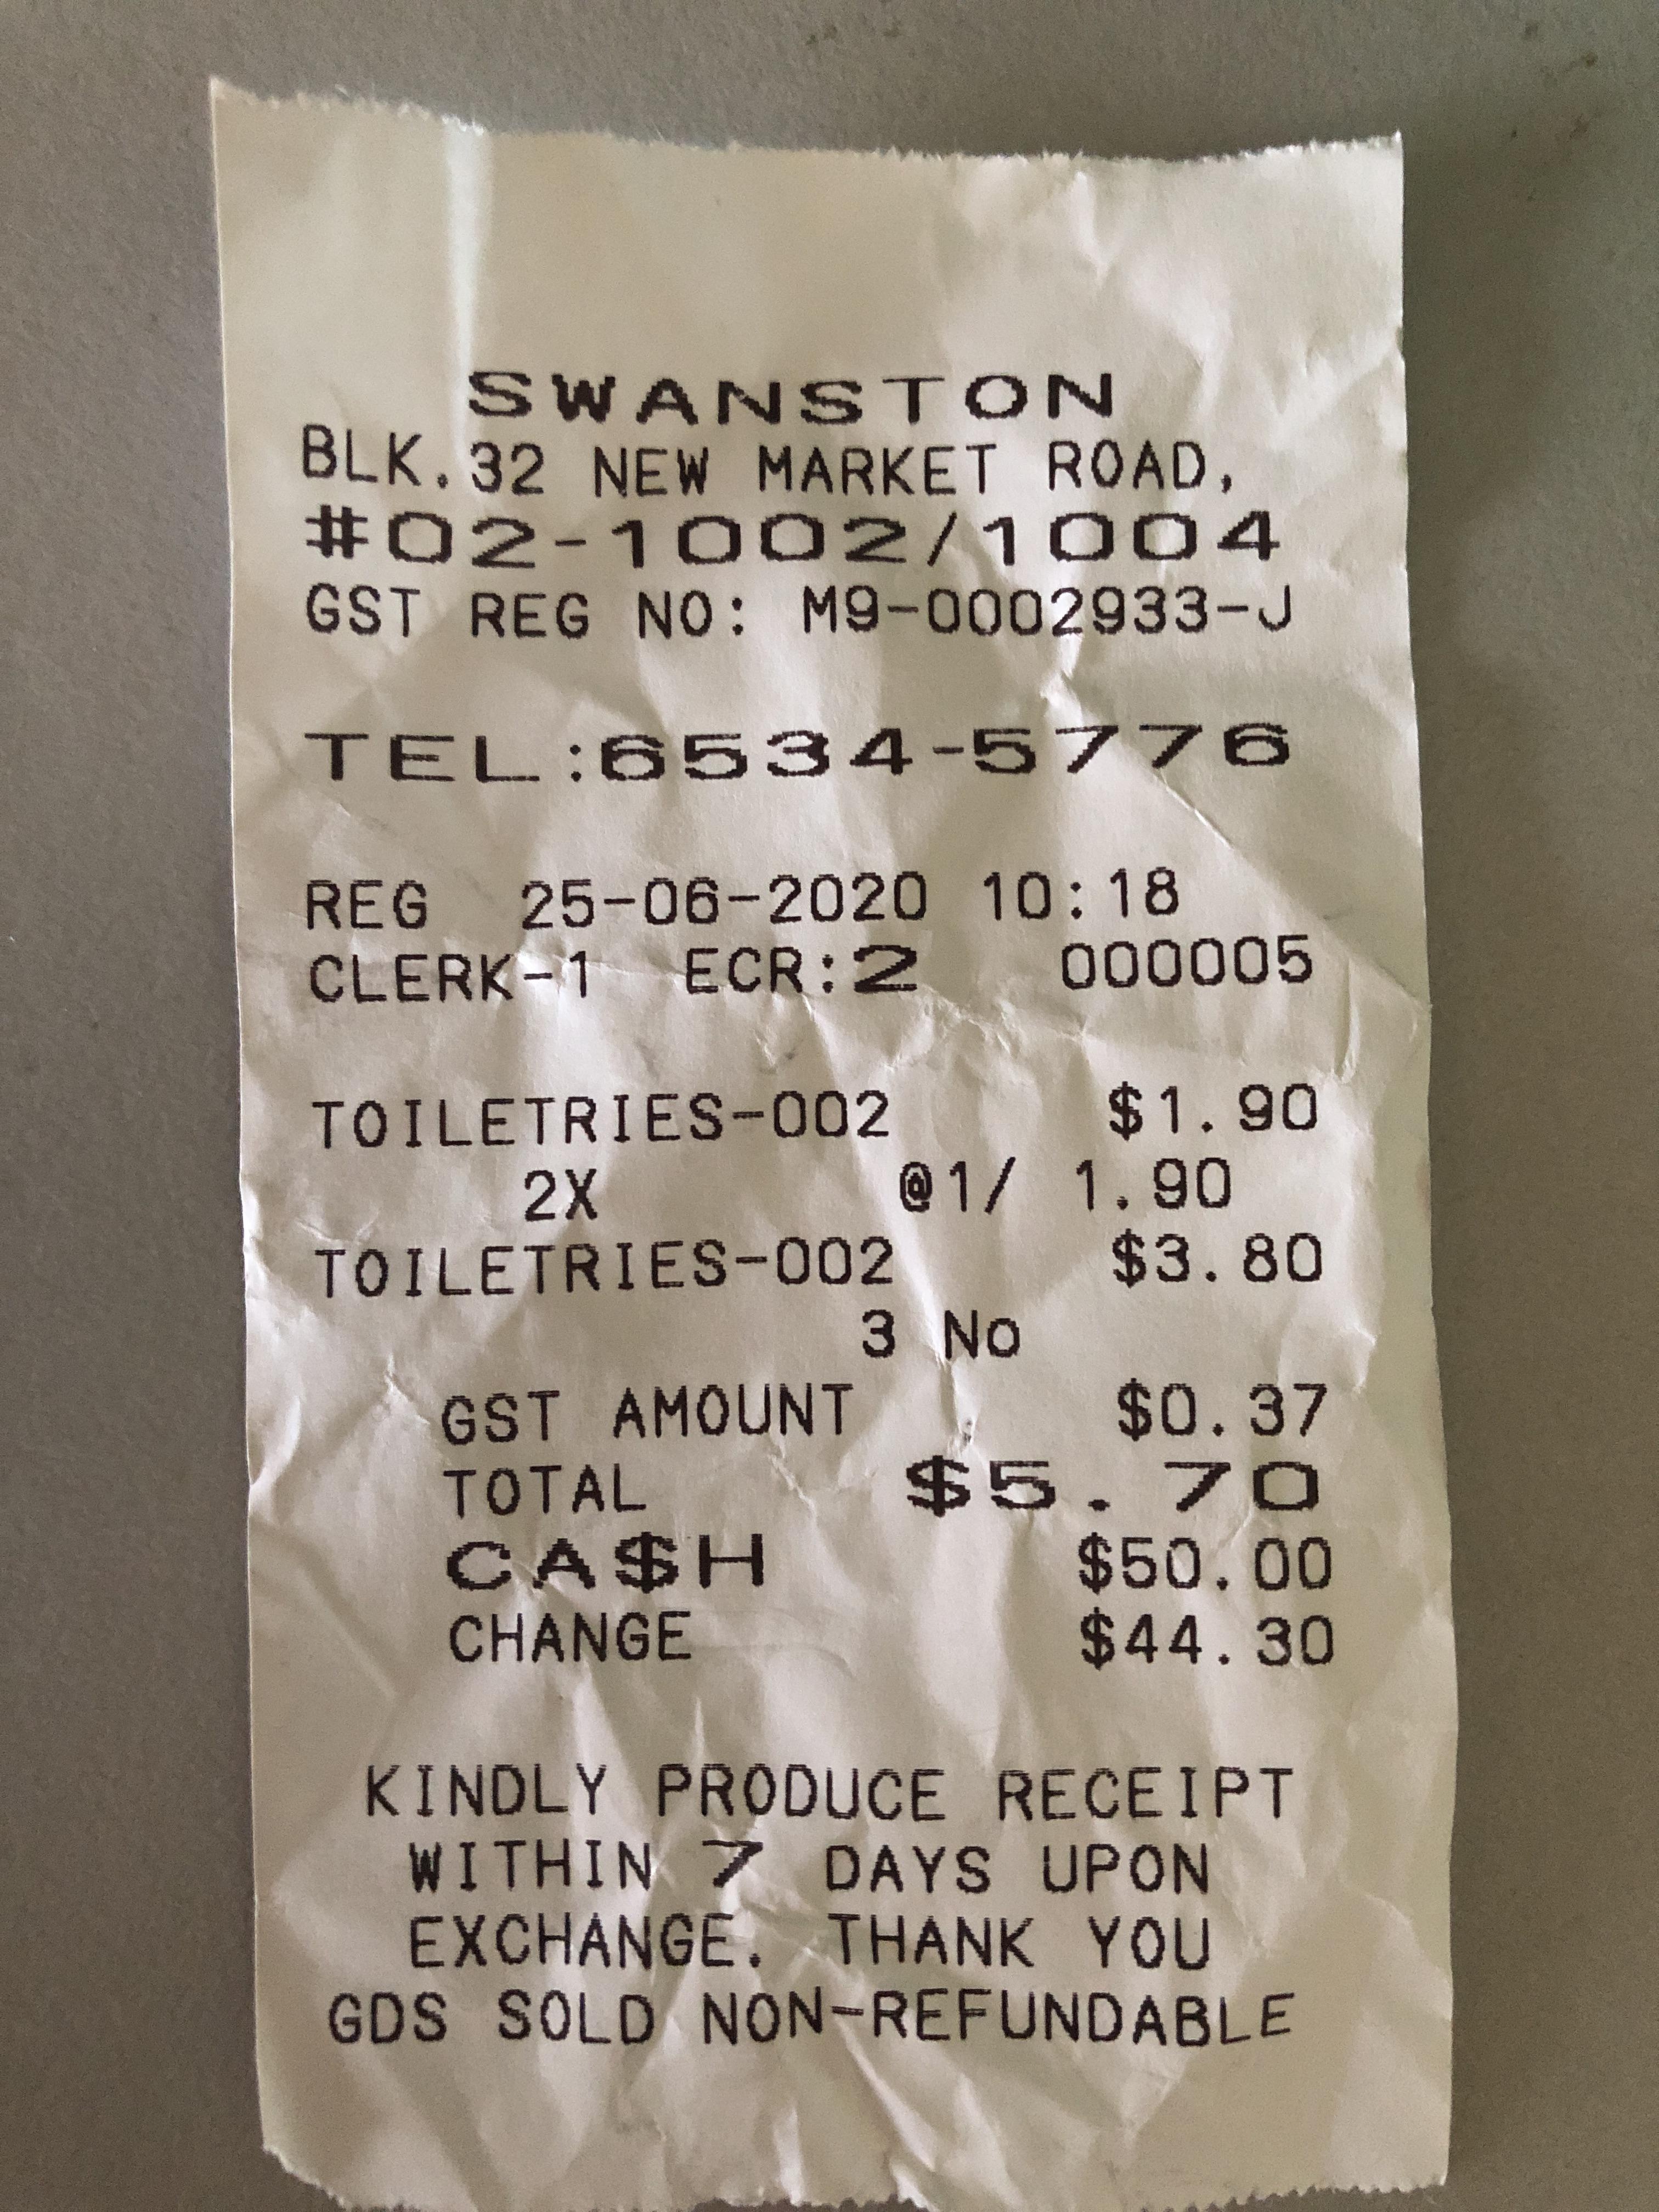 SWANSTON
BLK.32 NEW MARKET ROAD,
#02-1002/1004
GST REG NO: M9-0002933-J
TEL:6534-5776
REG 25-06-2020 10:18
CLERK-1 ECR:2 000005
TOILETRIES-002 $1.90
2X @1/ 1.90
TOILETRIES-002 $3.80
3 No
GST AMOUNT $0.37
TOTAL $5.70
CA$H $50.00
CHANGE $44.30
KINDLY PRODUCE RECEIPT
WITHIN 7 DAYS UPON
EXCHANGE. THANK YOU
GDS SOLD NON-REFUNDABLE